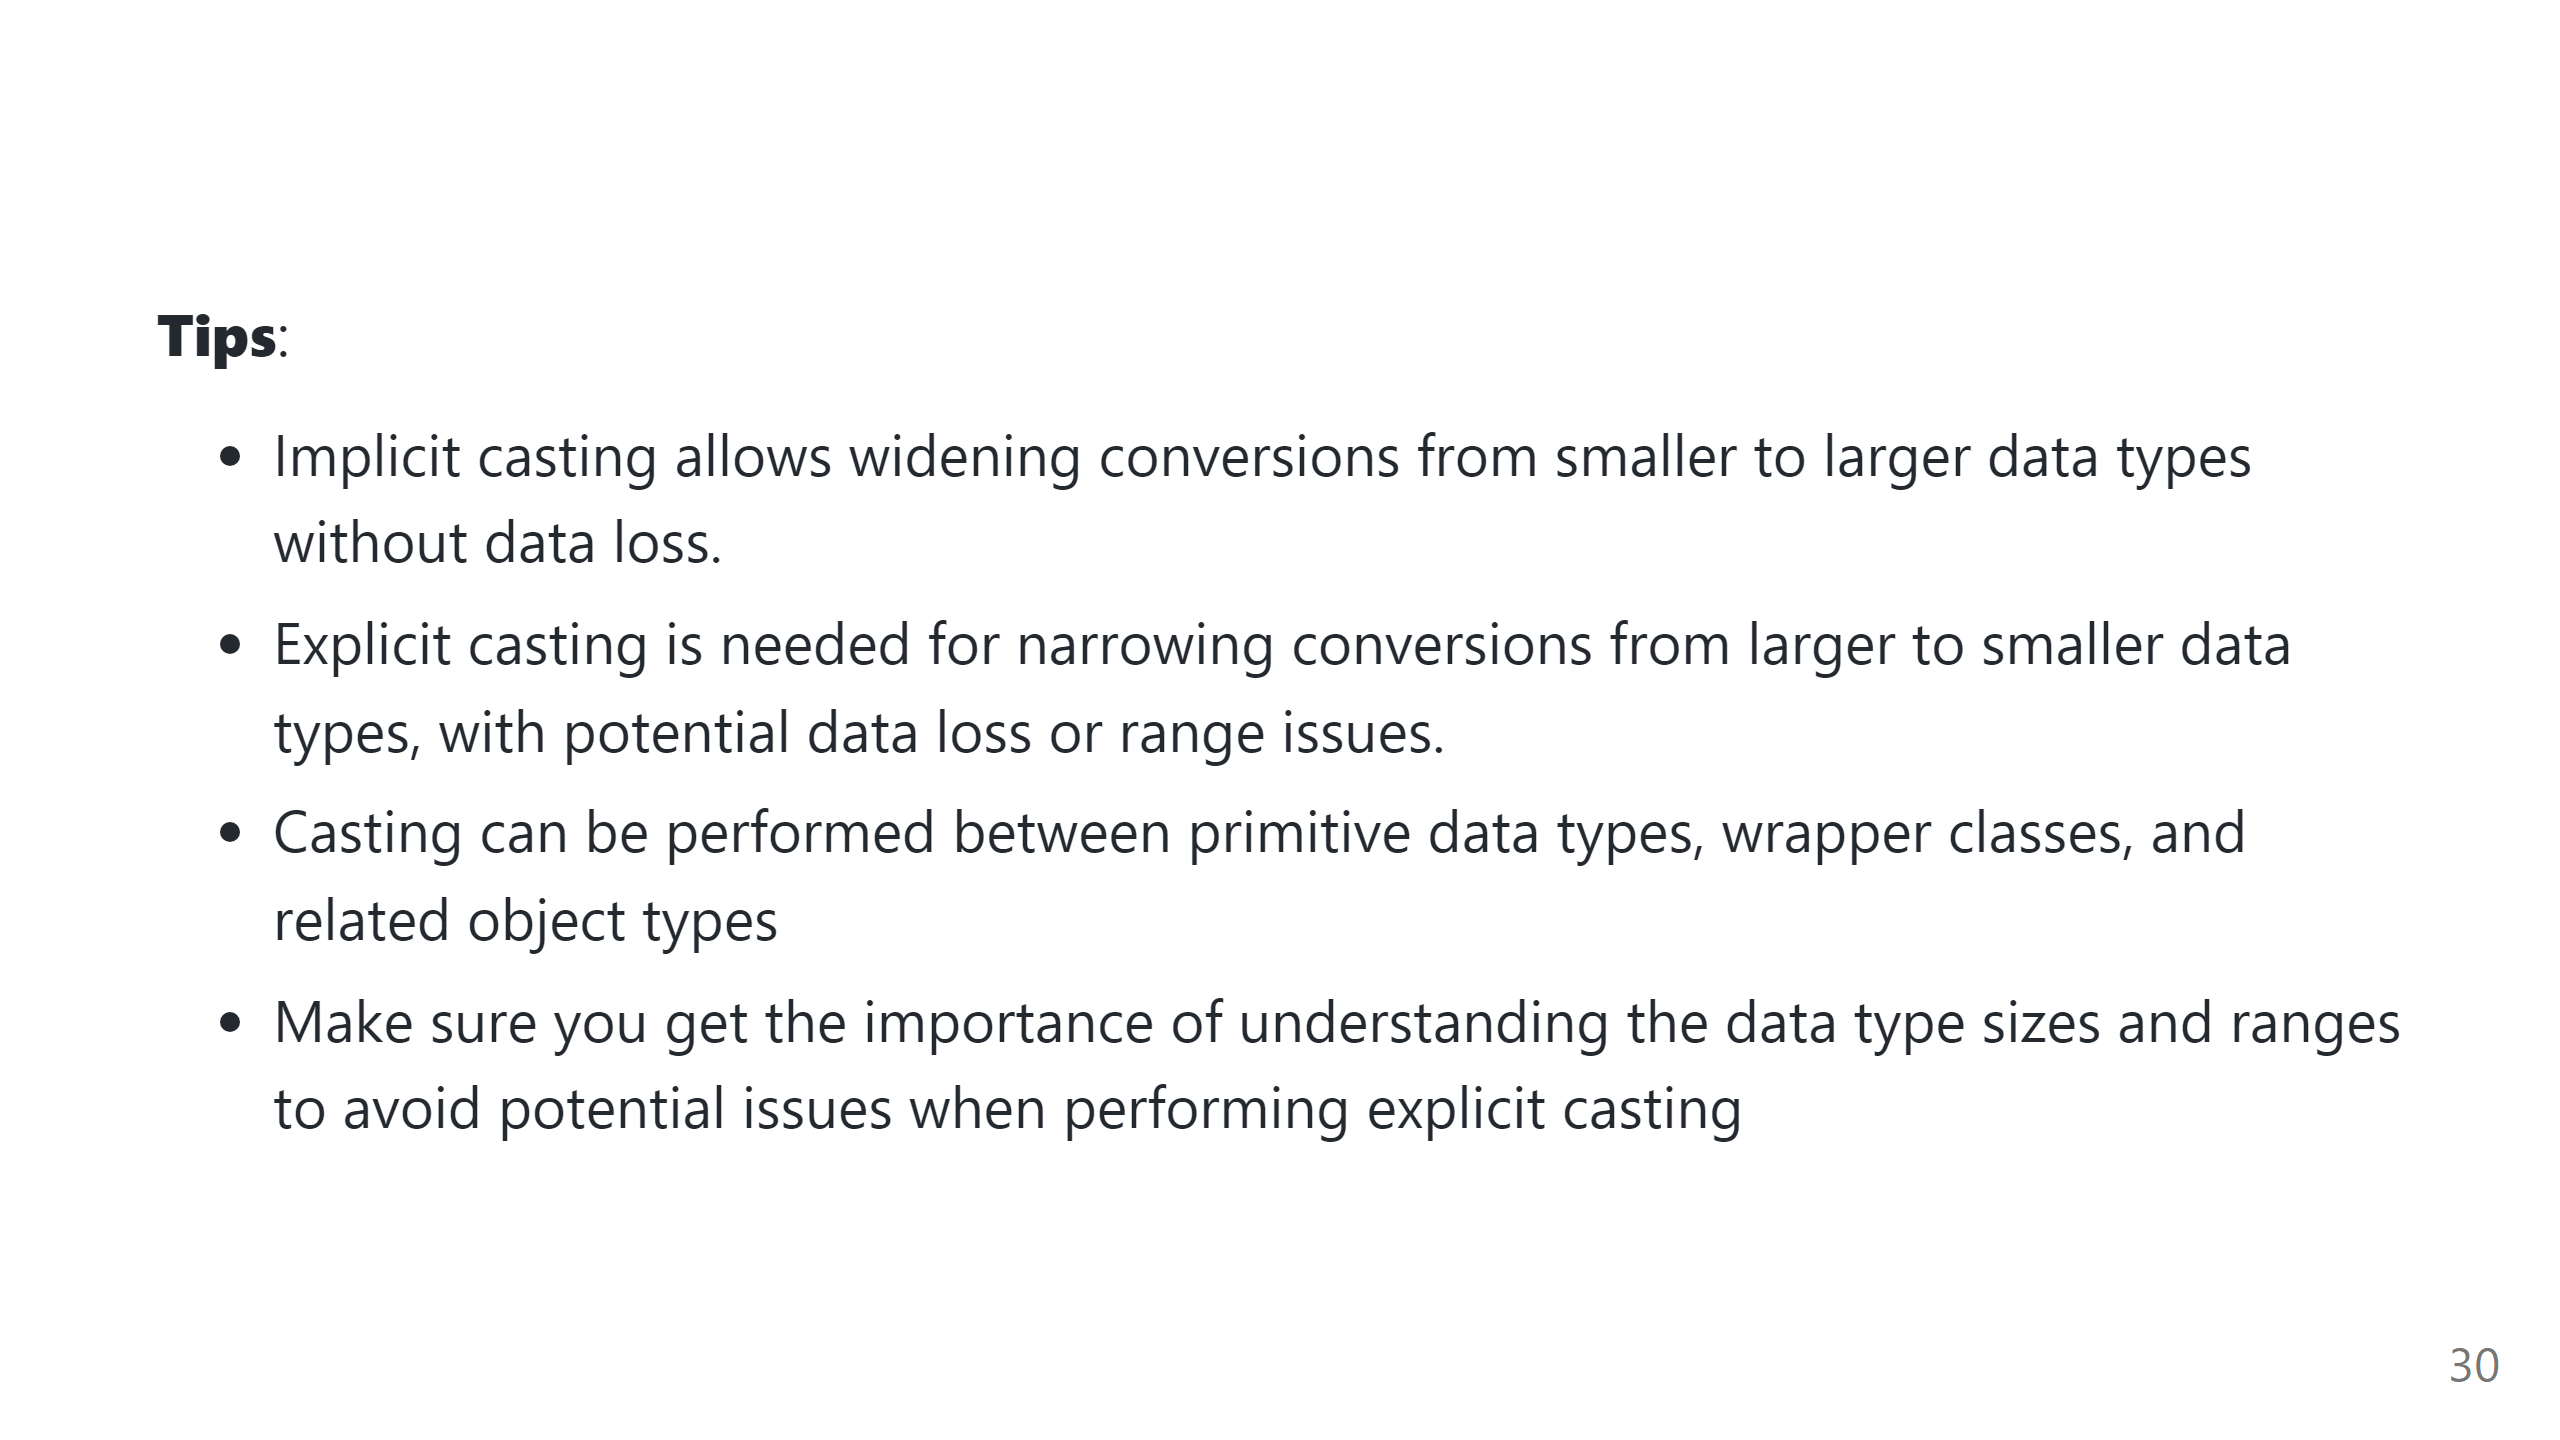 Tips:
• Implicit casting allows widening conversions from smaller to larger data types
without data loss.
• Explicit casting is needed for narrowing conversions from larger to smaller data
types, with potential data loss or range issues.
• Casting can be performed between primitive data types, wrapper classes, and
related object types
• Make sure you get the importance of understanding the data type sizes and ranges
to avoid potential issues when performing explicit casting
30